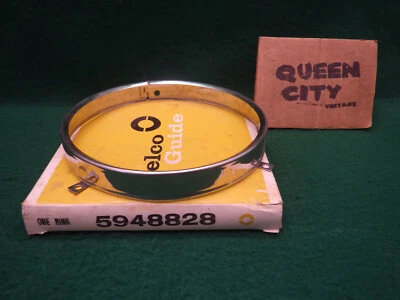 QUEEN
CITY
VINTAGE
elco
Guide
ONE RING
5948828